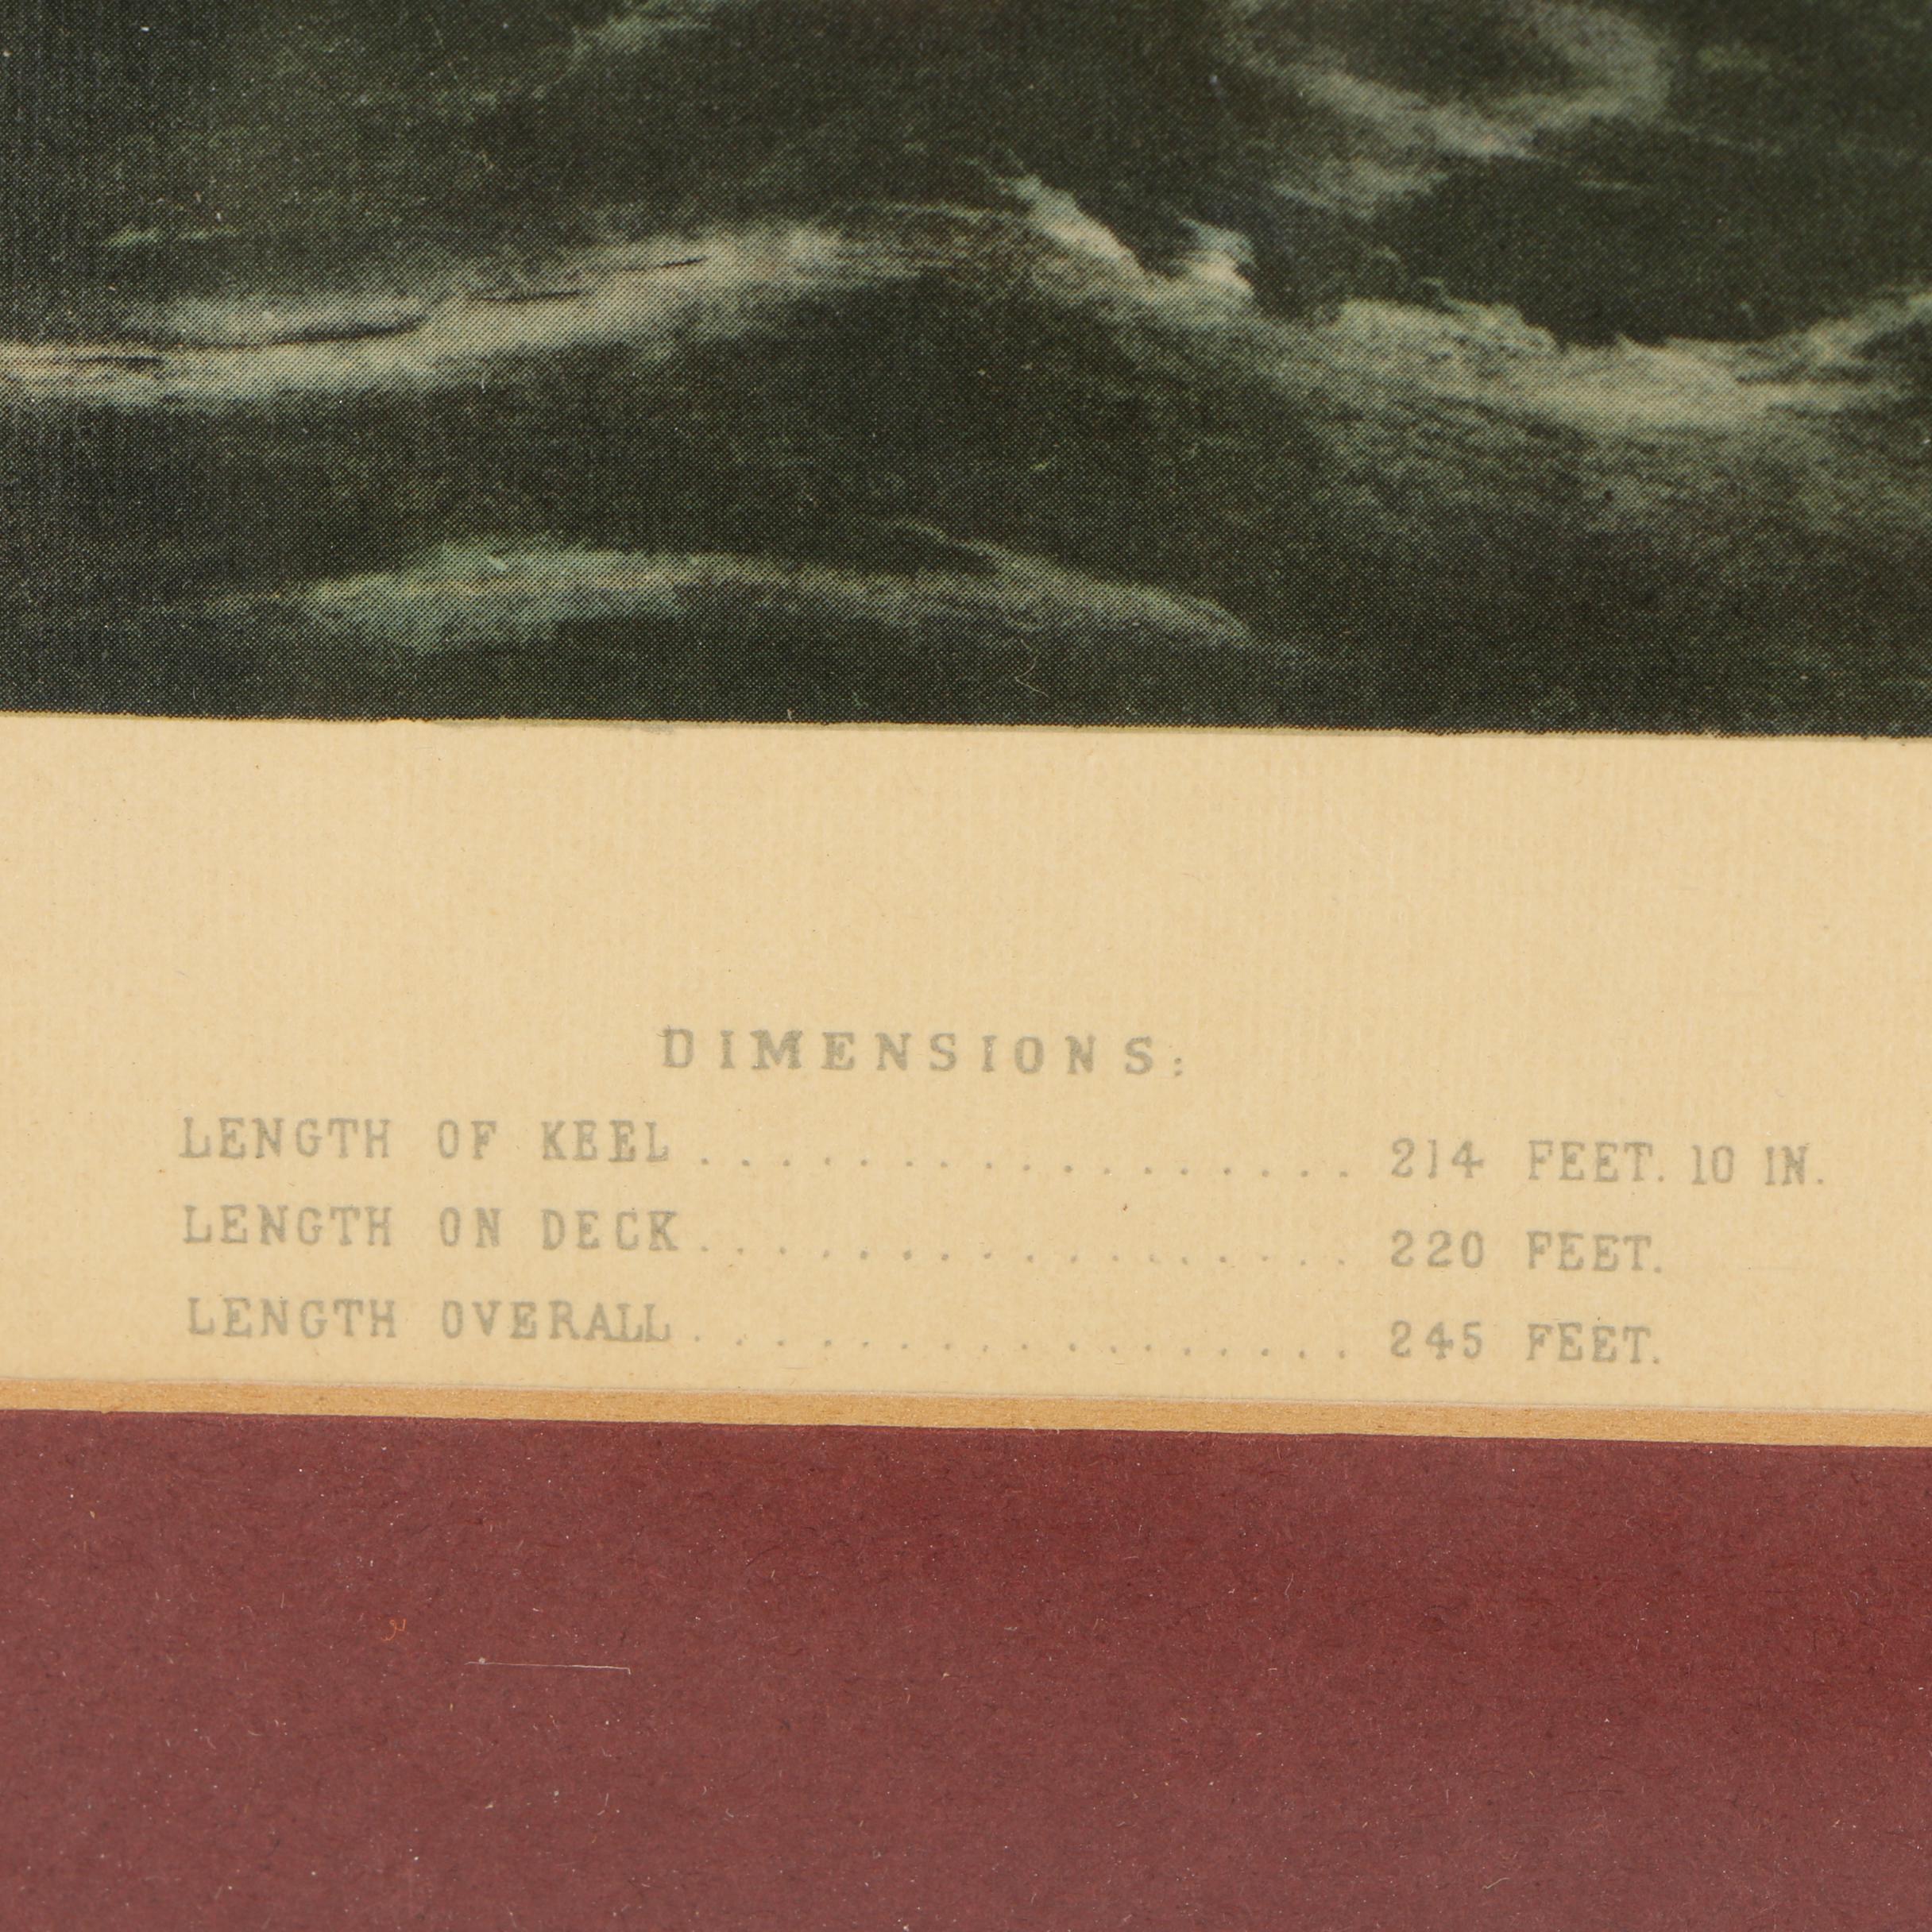 DIMENSIONS:
LENGTH OF KEEL ................. 214 FEET. 10 IN.
LENGTH ON DECK ................. 220 FEET.
LENGTH OVERALL ................. 245 FEET.